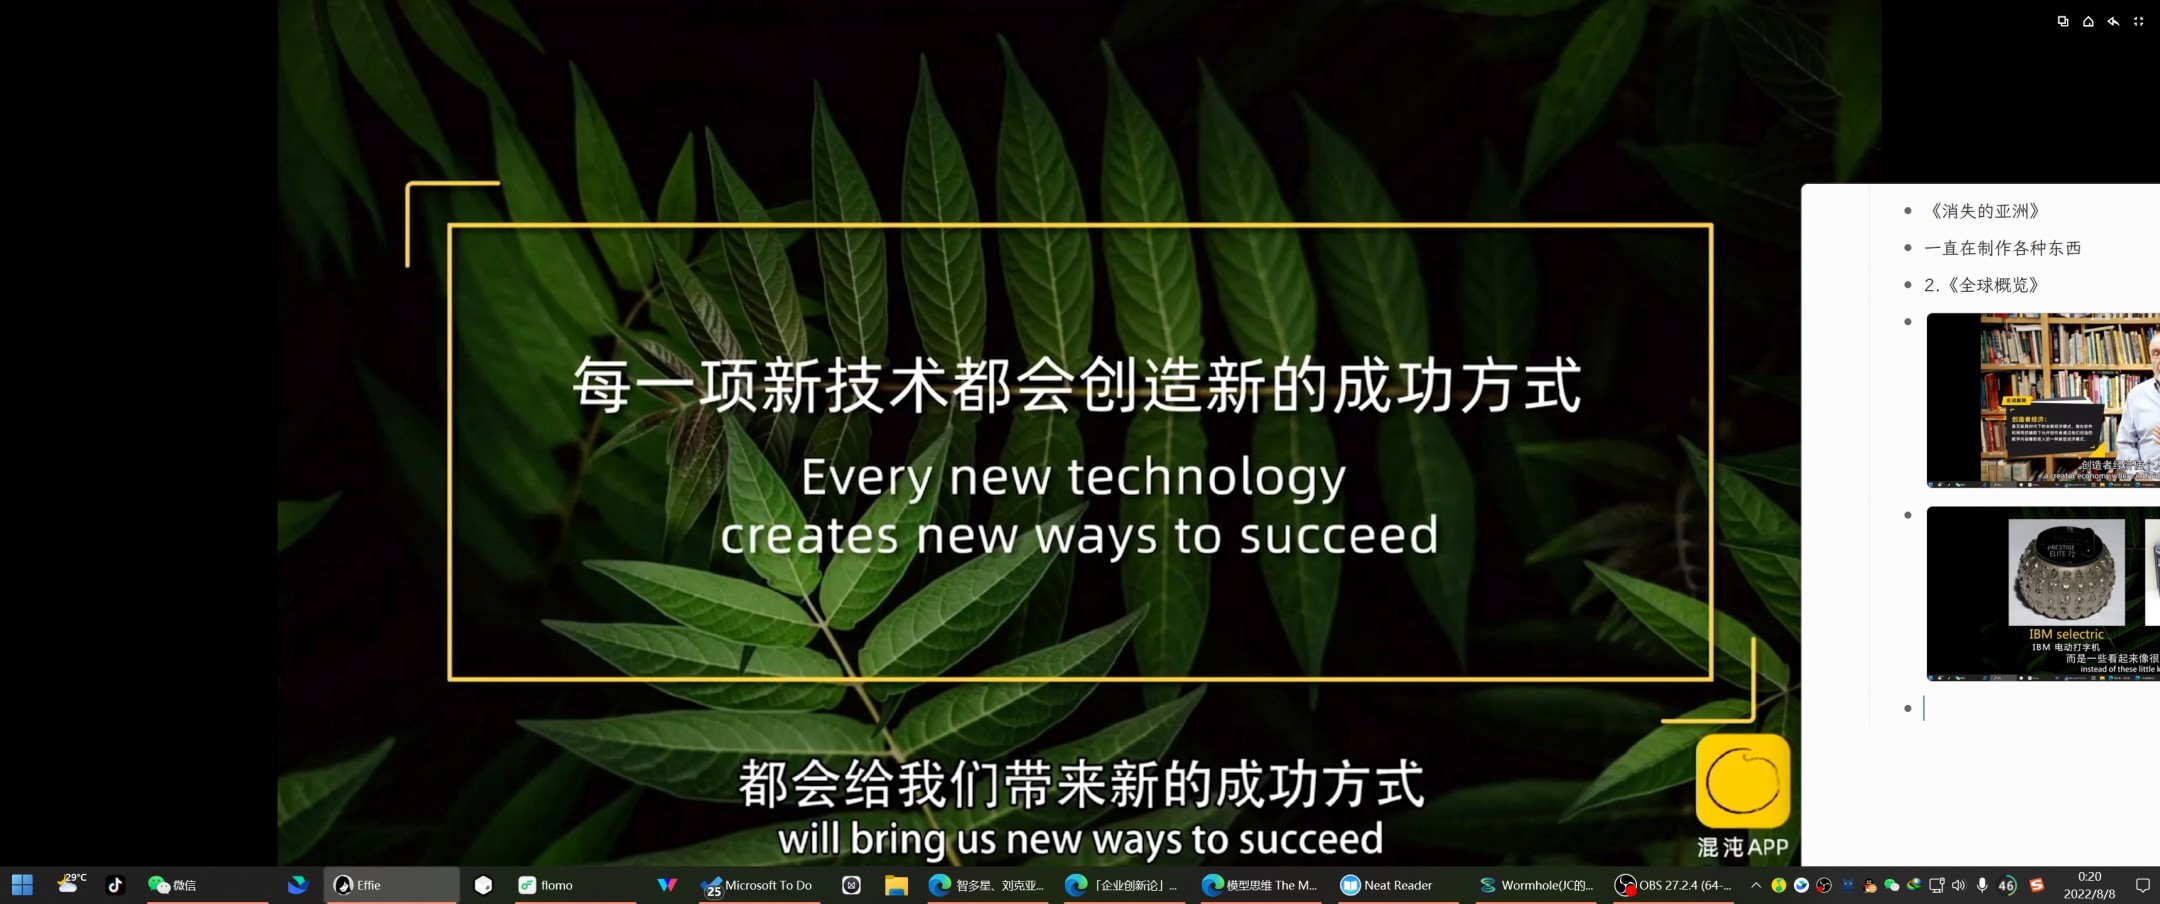 每一项新技术都会创造新的成功方式
Every new technology
creates new ways to succeed
都会给我们带来新的成功方式
will bring us new ways to succeed
混沌APP
《消失的亚洲》
一直在制作各种东西
2.《全球概览》
创造者经济:
PRESTIGE
ELITE 72
IBM selectric
IBM 电动打字机
而是一些看起来像很
instead of these little k
29°C
微信
Effie
flomo
25
Microsoft To Do
智多星、刘克亚...
「企业创新论」...
模型思维 The M...
Neat Reader
Wormhole(JC的...
OBS 27.2.4 (64-...
46
0:20
2022/8/8